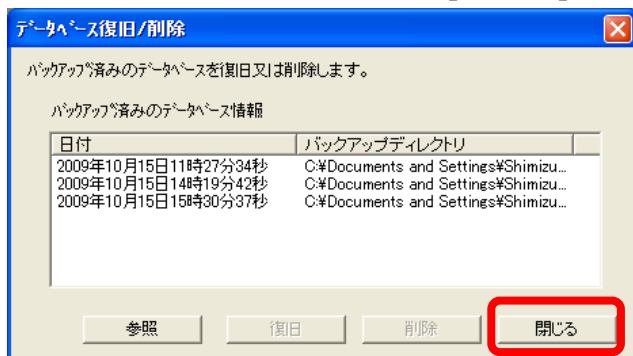 データベース復旧/削除
バックアップ済みのデータベースを復旧又は削除します。
バックアップ済みのデータベース情報
日付 バックアップディレクトリ
2009年10月15日11時27分34秒 C:¥Documents and Settings¥Shimizu...
2009年10月15日14時19分42秒 C:¥Documents and Settings¥Shimizu...
2009年10月15日15時30分37秒 C:¥Documents and Settings¥Shimizu...
参照 復旧 削除 閉じる